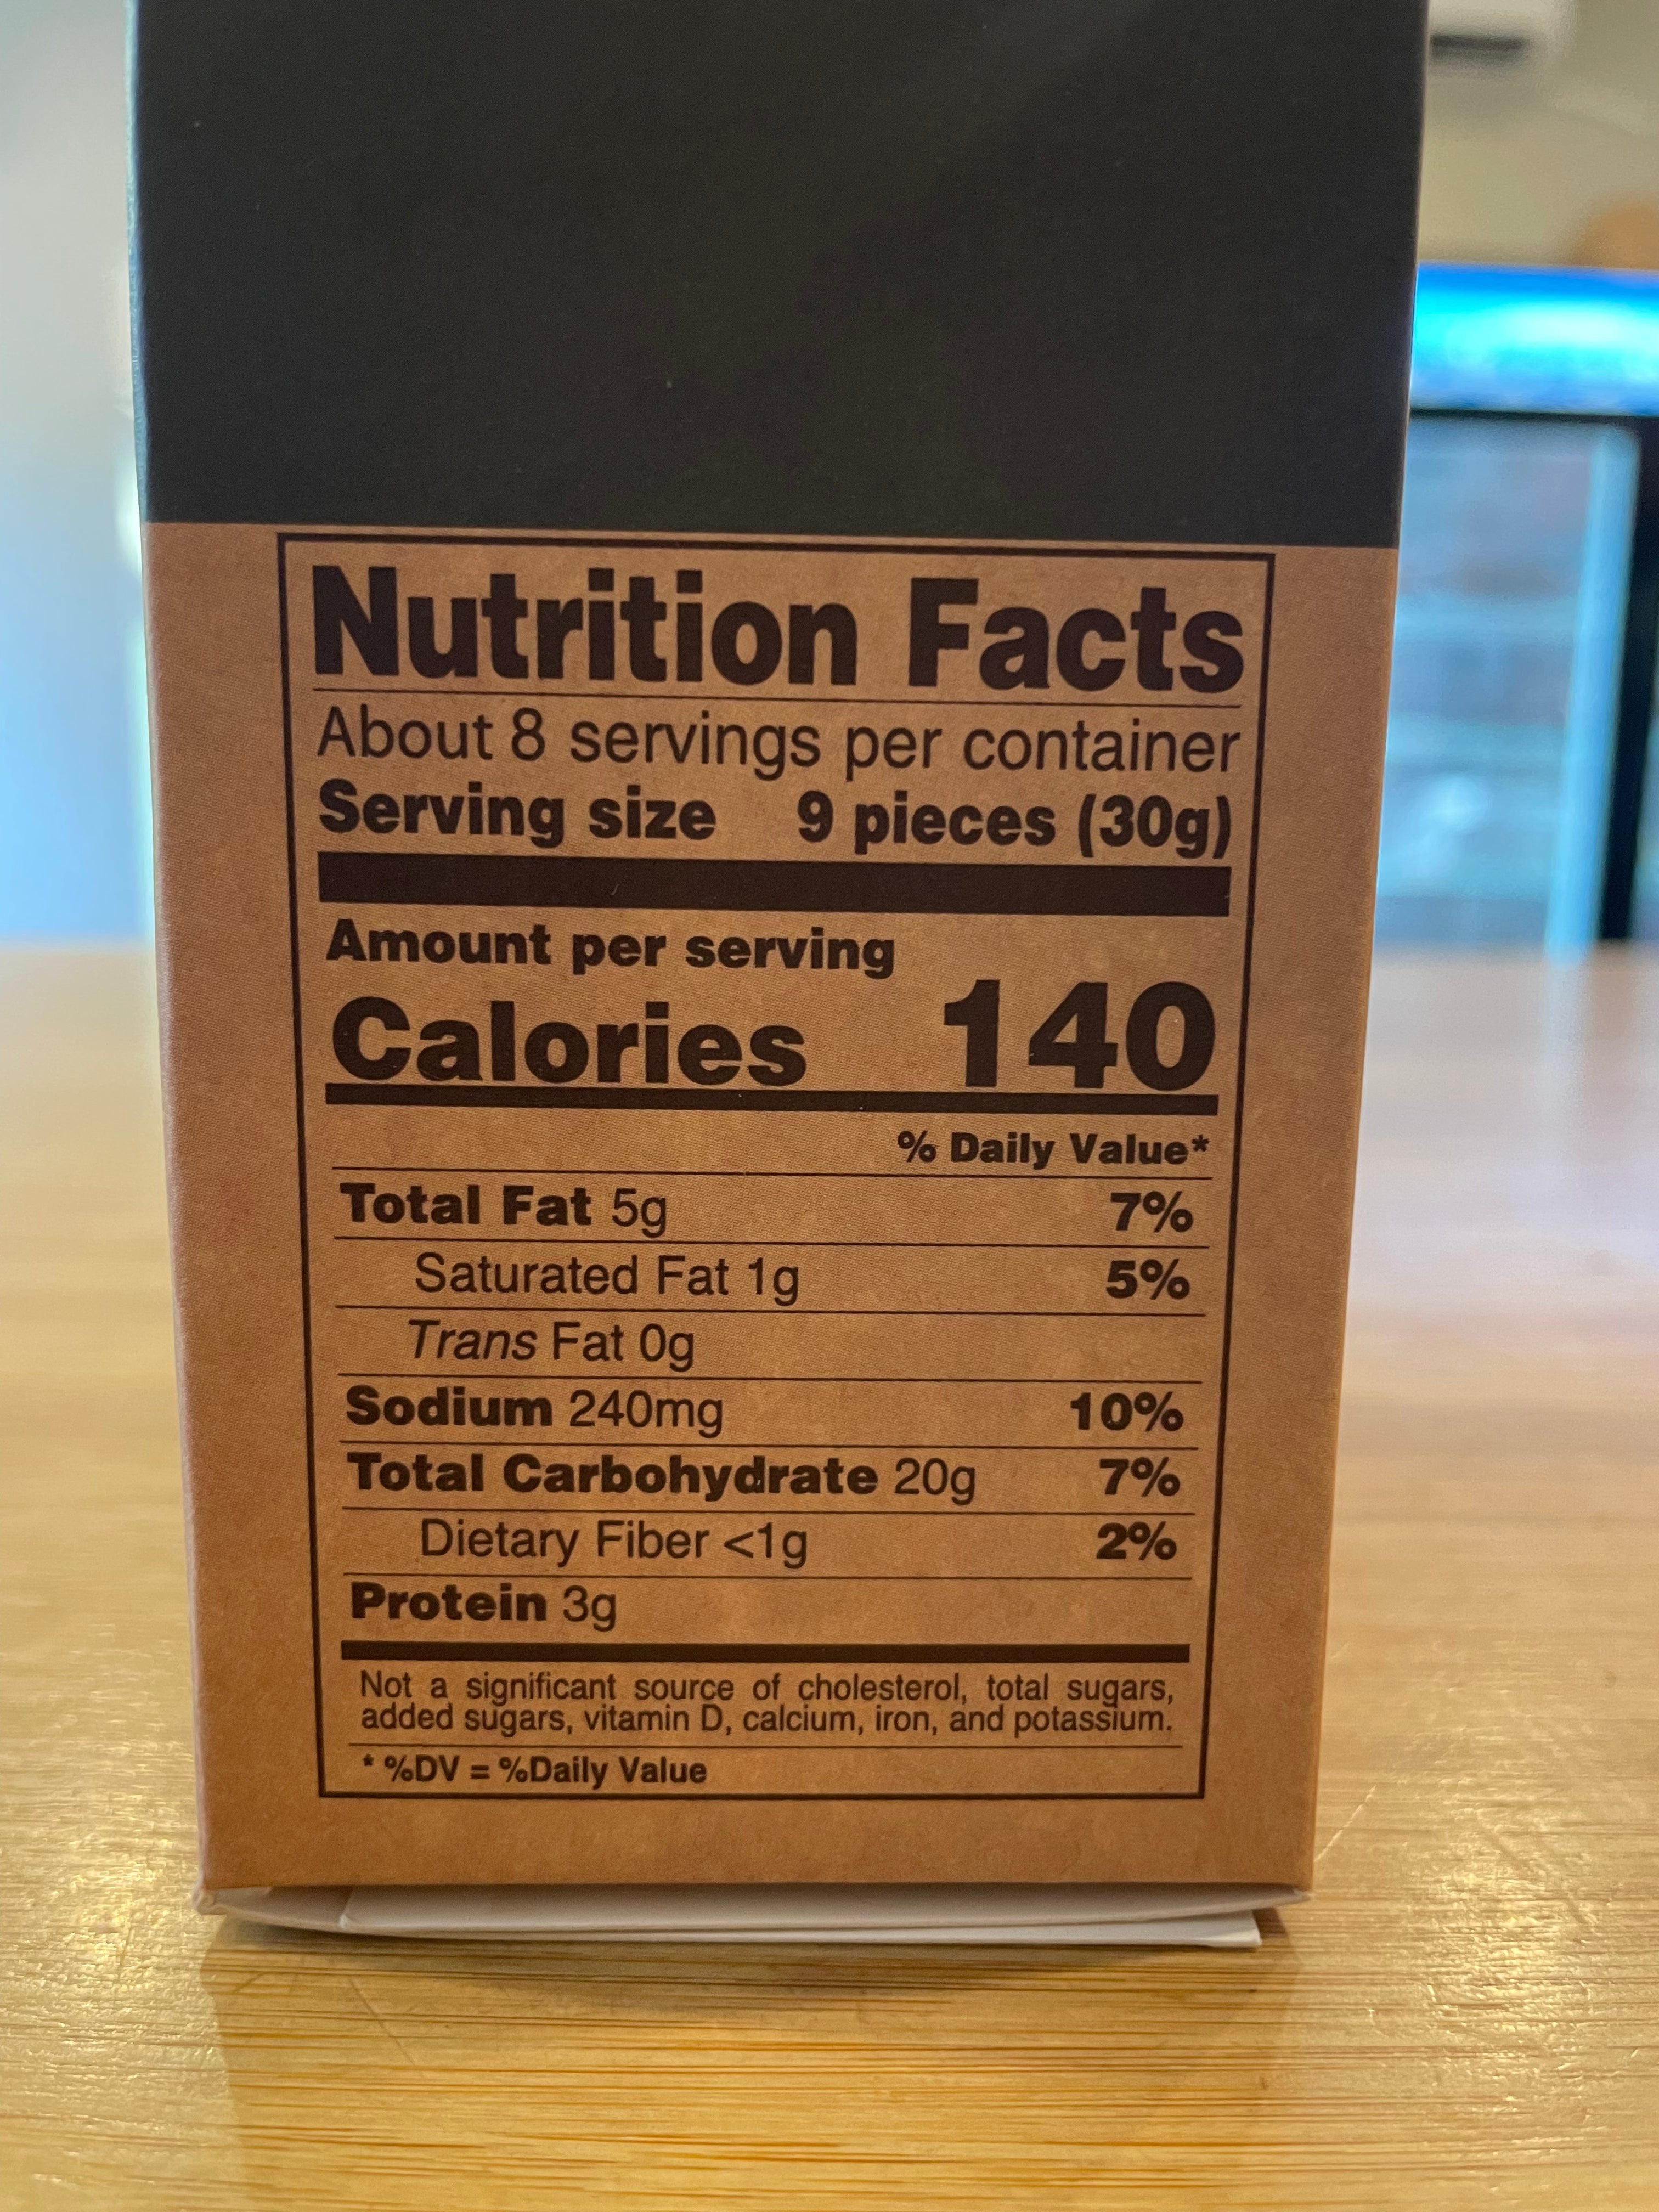 Nutrition Facts
About 8 servings per container
Serving size 9 pieces (30g)
Amount per serving
Calories 140
% Daily Value*
Total Fat 5g 7%
Saturated Fat 1g 5%
Trans Fat 0g
Sodium 240mg 10%
Total Carbohydrate 20g 7%
Dietary Fiber <1g 2%
Protein 3g
Not a significant source of cholesterol, total sugars,
added sugars, vitamin D, calcium, iron, and potassium.
* %DV = %Daily Value